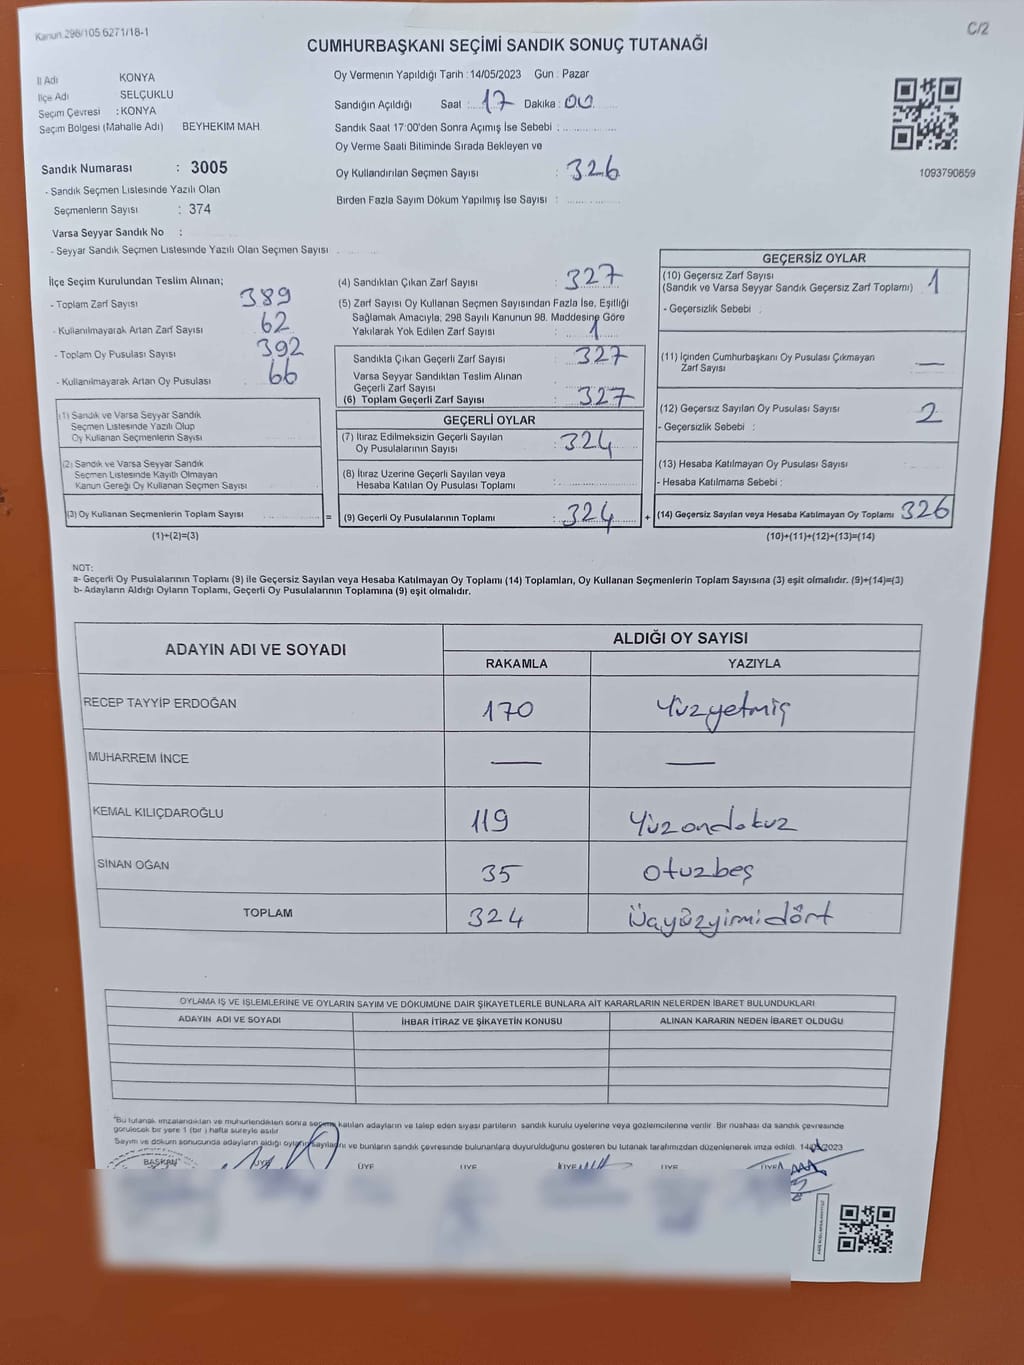 Kanun.298/105.6271/18-1
C/2
CUMHURBAŞKANI SEÇİMİ SANDIK SONUÇ TUTANAĞI
İl Adı KONYA
İlçe Adı SELÇUKLU
Seçim Çevresi : KONYA
Seçim Bölgesi (Mahalle Adı) BEYHEKİM MAH.
Oy Vermenin Yapıldığı Tarih : 14/05/2023 Gün : Pazar
Sandığın Açıldığı Saat : 17 Dakika : 00
Sandık Saat 17:00'den Sonra Açılmış İse Sebebi :
Oy Verme Saati Bitiminde Sırada Bekleyen ve
Oy Kullandırılan Seçmen Sayısı : 326
Birden Fazla Sayım Döküm Yapılmış İse Sayısı :
1093790859
Sandık Numarası : 3005
- Sandık Seçmen Listesinde Yazılı Olan
Seçmenlerin Sayısı : 374
Varsa Seyyar Sandık No :
- Seyyar Sandık Seçmen Listesinde Yazılı Olan Seçmen Sayısı
İlçe Seçim Kurulundan Teslim Alınan;
- Toplam Zarf Sayısı 389
- Kullanılmayarak Artan Zarf Sayısı 62
- Toplam Oy Pusulası Sayısı 392
- Kullanılmayarak Artan Oy Pusulası 66
(1) Sandık ve Varsa Seyyar Sandık
Seçmen Listesinde Yazılı Olup
Oy Kullanan Seçmenlerin Sayısı
(2) Sandık ve Varsa Seyyar Sandık
Seçmen Listesinde Kayıtlı Olmayan
Kanun Gereği Oy Kullanan Seçmen Sayısı
(3) Oy Kullanan Seçmenlerin Toplam Sayısı
(1)+(2)=(3)
=
(4) Sandıktan Çıkan Zarf Sayısı : 327
(5) Zarf Sayısı Oy Kullanan Seçmen Sayısından Fazla İse, Eşitliği
Sağlamak Amacıyla; 298 Sayılı Kanunun 98. Maddesine Göre
Yakılarak Yok Edilen Zarf Sayısı : 1
Sandıkta Çıkan Geçerli Zarf Sayısı : 327
Varsa Seyyar Sandıktan Teslim Alınan
Geçerli Zarf Sayısı
(6) Toplam Geçerli Zarf Sayısı : 327
GEÇERLİ OYLAR
(7) İtiraz Edilmeksizin Geçerli Sayılan
Oy Pusulalarının Sayısı : 324
(8) İtiraz Üzerine Geçerli Sayılan veya
Hesaba Katılan Oy Pusulası Toplamı :
(9) Geçerli Oy Pusulalarının Toplamı : 324
+
GEÇERSİZ OYLAR
(10) Geçersiz Zarf Sayısı
(Sandık ve Varsa Seyyar Sandık Geçersiz Zarf Toplamı) 1
- Geçersizlik Sebebi
(11) İçinden Cumhurbaşkanı Oy Pusulası Çıkmayan
Zarf Sayısı —
(12) Geçersiz Sayılan Oy Pusulası Sayısı 2
- Geçersizlik Sebebi :
(13) Hesaba Katılmayan Oy Pusulası Sayısı
- Hesaba Katılmama Sebebi :
(14) Geçersiz Sayılan veya Hesaba Katılmayan Oy Toplamı 326
(10)+(11)+(12)+(13)=(14)
NOT:
a- Geçerli Oy Pusulalarının Toplamı (9) ile Geçersiz Sayılan veya Hesaba Katılmayan Oy Toplamı (14) Toplamları, Oy Kullanan Seçmenlerin Toplam Sayısına (3) eşit olmalıdır. (9)+(14)=(3)
b- Adayların Aldığı Oyların Toplamı, Geçerli Oy Pusulalarının Toplamına (9) eşit olmalıdır.
ADAYIN ADI VE SOYADI ALDIĞI OY SAYISI
RAKAMLA YAZIYLA
RECEP TAYYİP ERDOĞAN 170 Yüzyetmiş
MUHARREM İNCE — —
KEMAL KILIÇDAROĞLU 119 Yüzondokuz
SİNAN OĞAN 35 Otuzbeş
TOPLAM 324 Üçyüzyirmidört
OYLAMA İŞ VE İŞLEMLERİNE VE OYLARIN SAYIM VE DÖKÜMÜNE DAİR ŞİKAYETLERLE BUNLARA AİT KARARLARIN NELERDEN İBARET BULUNDUKLARI
ADAYIN ADI VE SOYADI İHBAR İTİRAZ VE ŞİKAYETİN KONUSU ALINAN KARARIN NEDEN İBARET OLDUĞU
*Bu tutanak imzalandıktan ve mühürlendikten sonra seçime katılan adayların ve talep eden siyasi partilerin sandık kurulu üyelerine veya gözlemcilerine verilir. Bir nüshası da sandık çevresinde
görülecek bir yere 1 (bir) hafta süreyle asılır.
Sayım ve döküm sonucunda adayların aldığı oyların sayıları ve bunların sandık çevresinde bulunanlara duyurulduğunu gösteren bu tutanak tarafımızdan düzenlenerek imza edildi. 14/05/2023
BAŞKAN ÜYE ÜYE ÜYE ÜYE ÜYE ÜYE